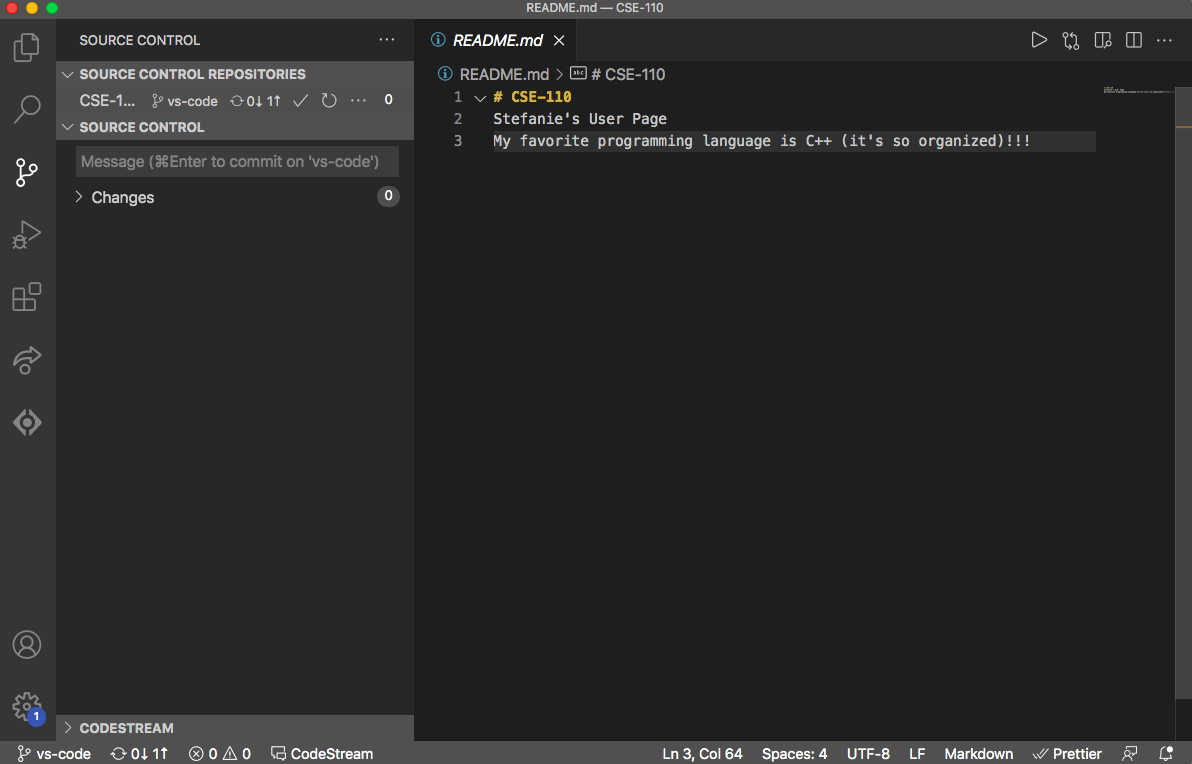 README.md — CSE-110
SOURCE CONTROL
SOURCE CONTROL REPOSITORIES
CSE-1... vs-code 0↓ 1↑ 0
SOURCE CONTROL
Message (⌘Enter to commit on 'vs-code')
Changes 0
CODESTREAM
README.md
README.md > # CSE-110
1 # CSE-110
2 Stefanie's User Page
3 My favorite programming language is C++ (it's so organized)!!!
1
vs-code 0↓ 1↑ 0 0 CodeStream Ln 3, Col 64 Spaces: 4 UTF-8 LF Markdown Prettier